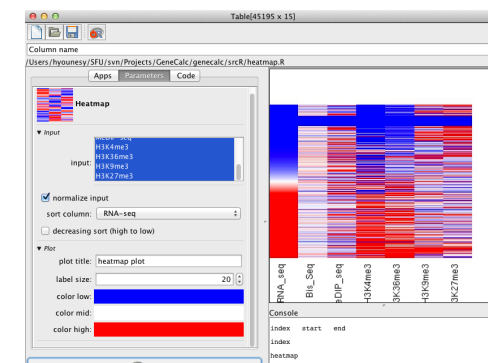 Table[45195 x 15]
Column name
/Users/hyounesy/SFU/svn/Projects/GeneCalc/genecalc/srcR/heatmap.R
Apps Parameters Code
Heatmap
Input
H3K4me3
H3K36me3
input: H3K9me3
H3K27me3
normalize input
sort column: RNA-seq
decreasing sort (high to low)
Plot
plot title: heatmap plot
label size: 20
color low:
color mid:
color high:
RNA_seq
Bis_Seq
eDIP_seq
H3K4me3
3K36me3
H3K9me3
3K27me3
Console
index start end
index
heatmap